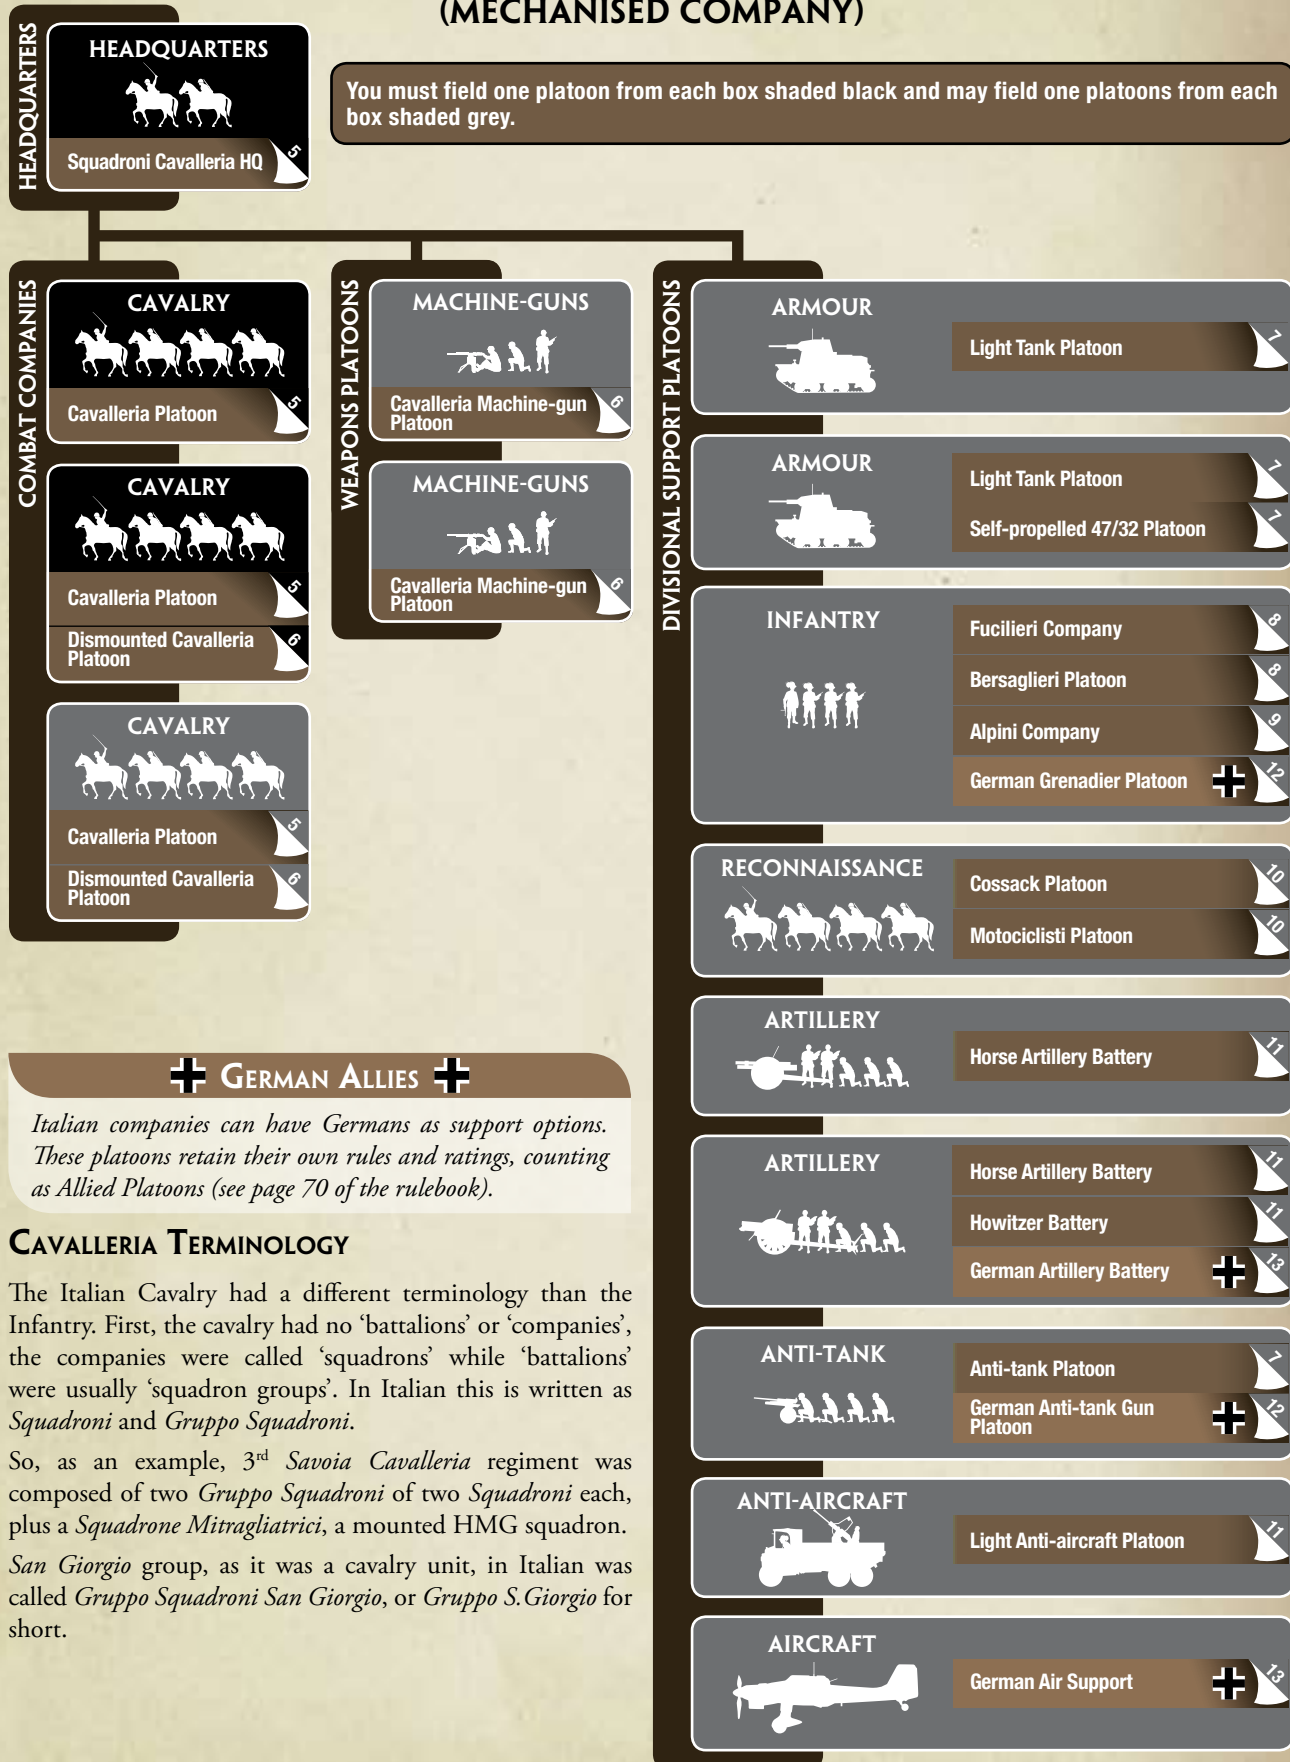 (MECHANISED COMPANY)
HEADQUARTERS
HEADQUARTERS
Squadroni Cavalleria HQ
5
You must field one platoon from each box shaded black and may field one platoons from each
box shaded grey.
COMBAT COMPANIES
CAVALRY
Cavalleria Platoon
5
CAVALRY
Cavalleria Platoon
5
Dismounted Cavalleria
Platoon
6
CAVALRY
Cavalleria Platoon
5
Dismounted Cavalleria
Platoon
6
WEAPONS PLATOONS
MACHINE-GUNS
Cavalleria Machine-gun
Platoon
6
MACHINE-GUNS
Cavalleria Machine-gun
Platoon
6
DIVISIONAL SUPPORT PLATOONS
ARMOUR
Light Tank Platoon
7
ARMOUR
Light Tank Platoon
7
Self-propelled 47/32 Platoon
7
INFANTRY
Fucilieri Company
8
Bersaglieri Platoon
8
Alpini Company
9
German Grenadier Platoon
12
RECONNAISSANCE
Cossack Platoon
10
Motociclisti Platoon
10
ARTILLERY
Horse Artillery Battery
11
ARTILLERY
Horse Artillery Battery
11
Howitzer Battery
11
German Artillery Battery
13
ANTI-TANK
Anti-tank Platoon
7
German Anti-tank Gun
Platoon
12
ANTI-AIRCRAFT
Light Anti-aircraft Platoon
11
AIRCRAFT
German Air Support
13
German Allies
Italian companies can have Germans as support options.
These platoons retain their own rules and ratings, counting
as Allied Platoons (see page 70 of the rulebook).
Cavalleria Terminology
The Italian Cavalry had a different terminology than the
Infantry. First, the cavalry had no ‘battalions’ or ‘companies’,
the companies were called ‘squadrons’ while ‘battalions’
were usually ‘squadron groups’. In Italian this is written as
Squadroni and Gruppo Squadroni.
So, as an example, 3rd Savoia Cavalleria regiment was
composed of two Gruppo Squadroni of two Squadroni each,
plus a Squadrone Mitragliatrici, a mounted HMG squadron.
San Giorgio group, as it was a cavalry unit, in Italian was
called Gruppo Squadroni San Giorgio, or Gruppo S.Giorgio for
short.